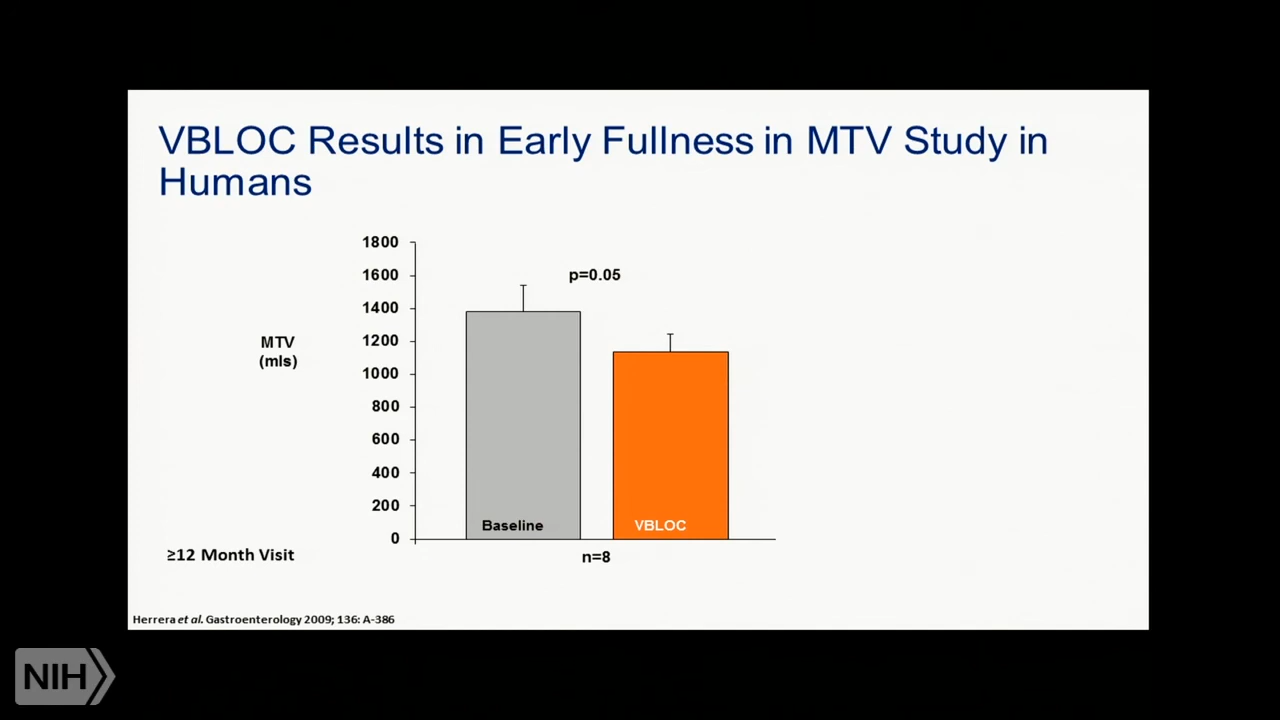 VBLOC Results in Early Fullness in MTV Study in
Humans
1800
1600
1400
1200
1000
800
600
400
200
0
MTV
(mls)
p=0.05
Baseline
VBLOC
n=8
≥12 Month Visit
Herrera et al. Gastroenterology 2009; 136: A-386
NIH